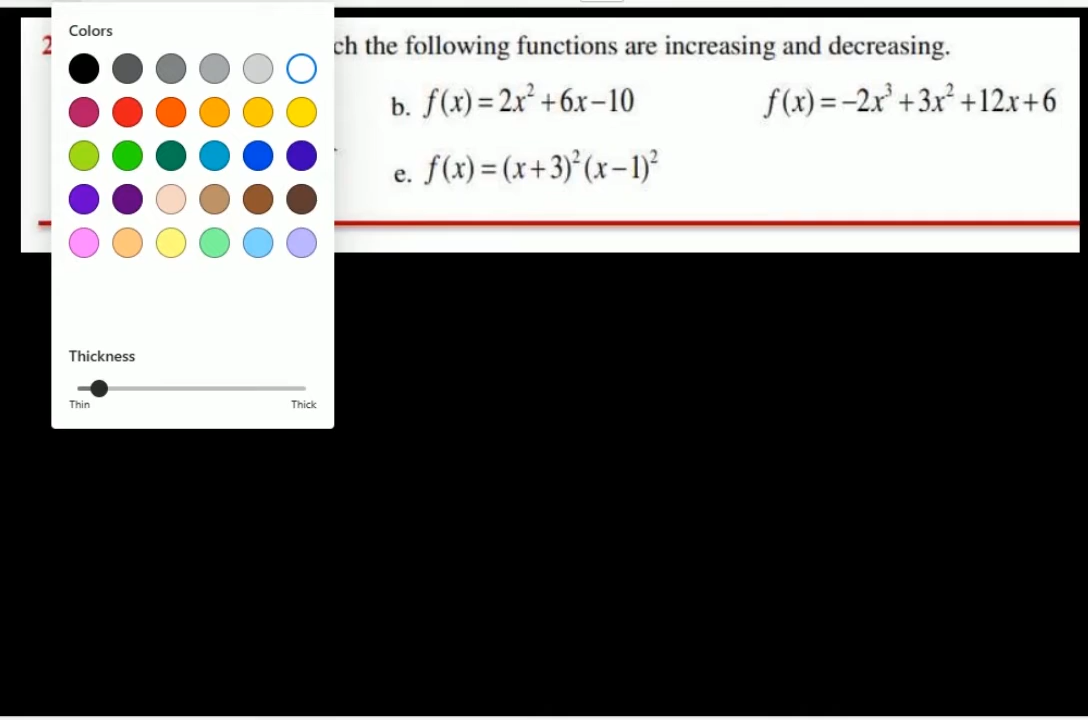 Colors
2 ch the following functions are increasing and decreasing.
b. f(x) = 2x² + 6x − 10 f(x) = −2x³ + 3x² + 12x + 6
e. f(x) = (x + 3)² (x − 1)²
Thickness
Thin Thick